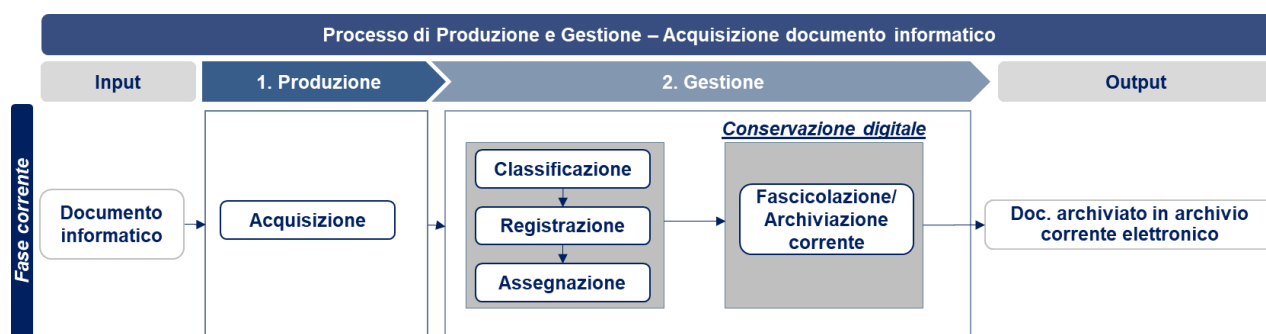 Processo di Produzione e Gestione – Acquisizione documento informatico
Input
1. Produzione
2. Gestione
Output
Fase corrente
Documento
informatico
Acquisizione
Classificazione
Registrazione
Assegnazione
Conservazione digitale
Fascicolazione/
Archiviazione
corrente
Doc. archiviato in archivio
corrente elettronico